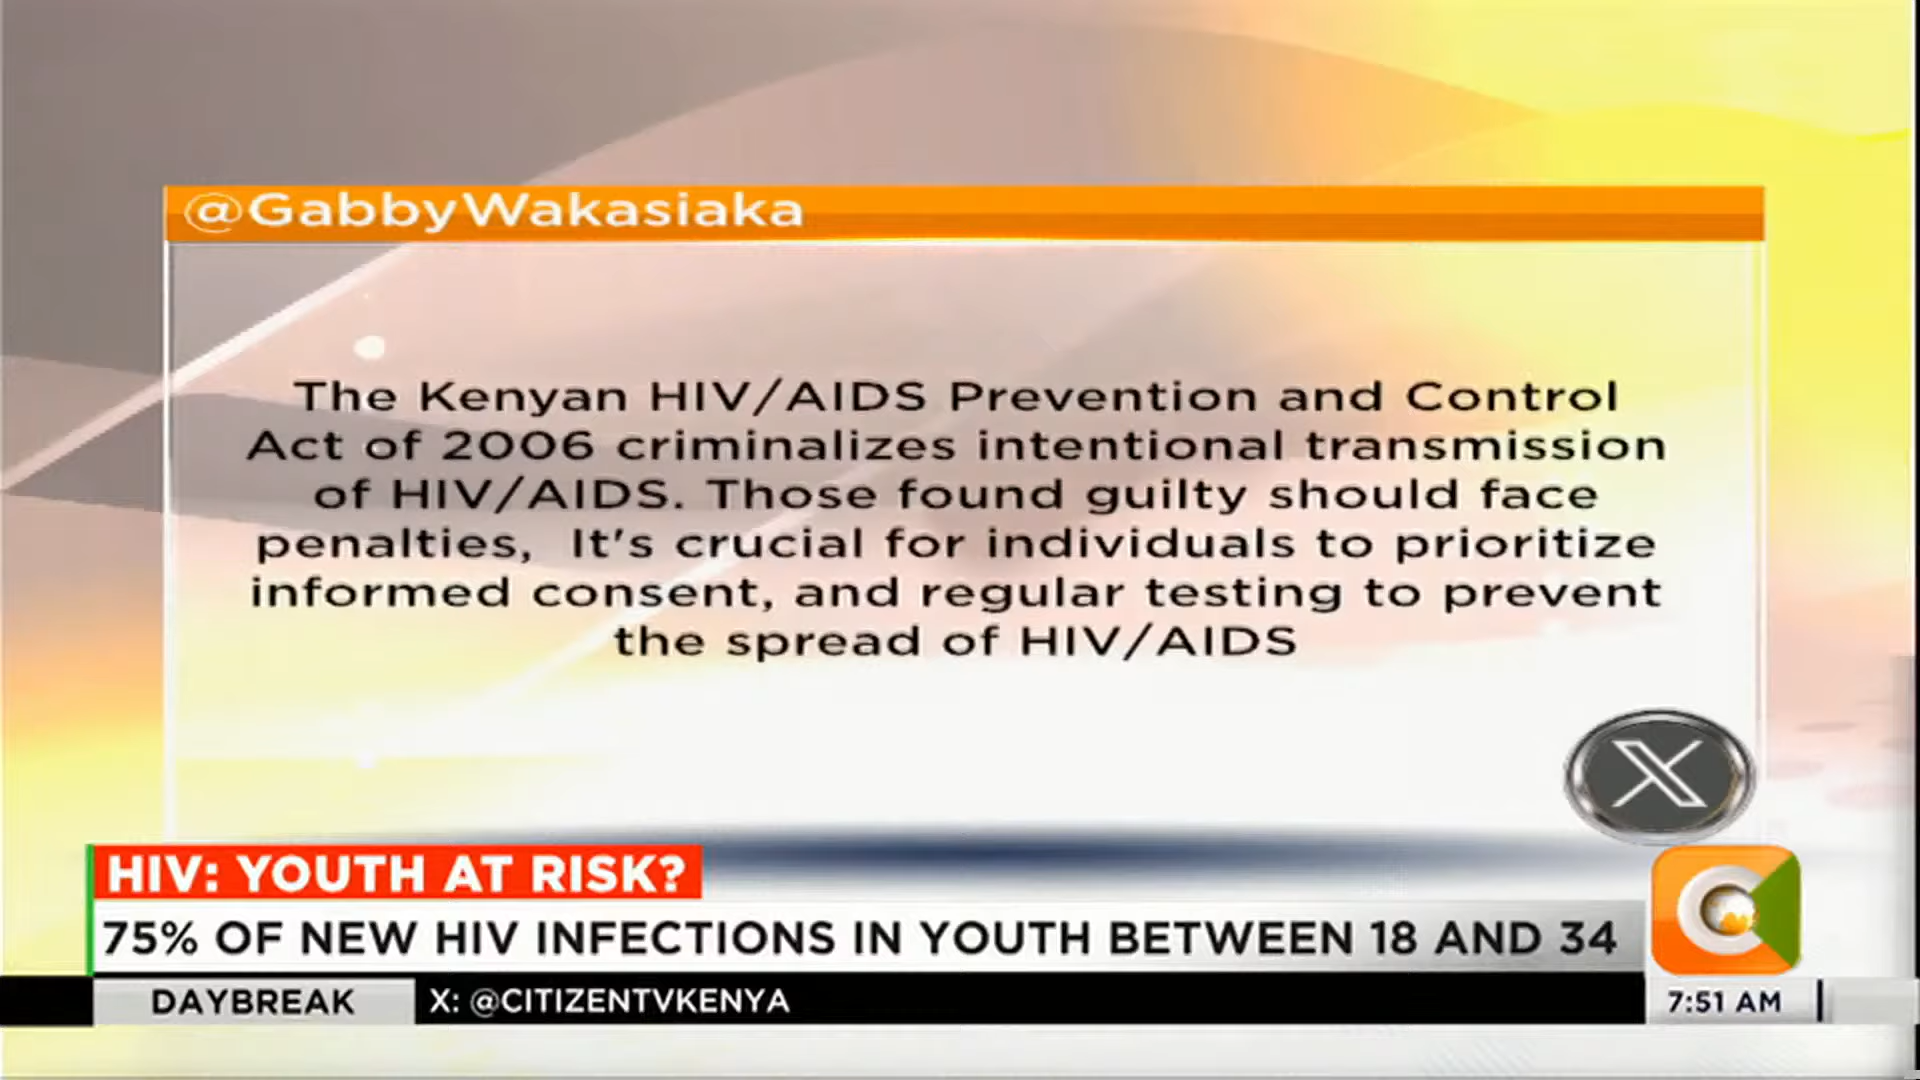 @GabbyWakasiaka
The Kenyan HIV/AIDS Prevention and Control
Act of 2006 criminalizes intentional transmission
of HIV/AIDS. Those found guilty should face
penalties, It's crucial for individuals to prioritize
informed consent, and regular testing to prevent
the spread of HIV/AIDS
HIV: YOUTH AT RISK?
75% OF NEW HIV INFECTIONS IN YOUTH BETWEEN 18 AND 34
DAYBREAK
X: @CITIZENTVKENYA
7:51 AM